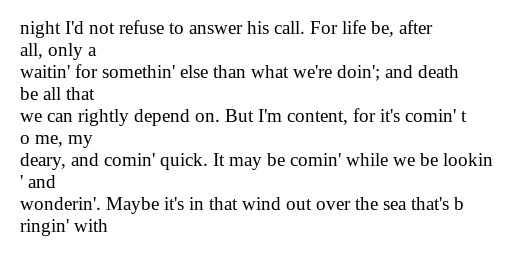 night I'd not refuse to answer his call. For life be, after
all, only a
waitin' for somethin' else than what we're doin'; and death
be all that
we can rightly depend on. But I'm content, for it's comin' t
o me, my
deary, and comin' quick. It may be comin' while we be lookin
' and
wonderin'. Maybe it's in that wind out over the sea that's b
ringin' with